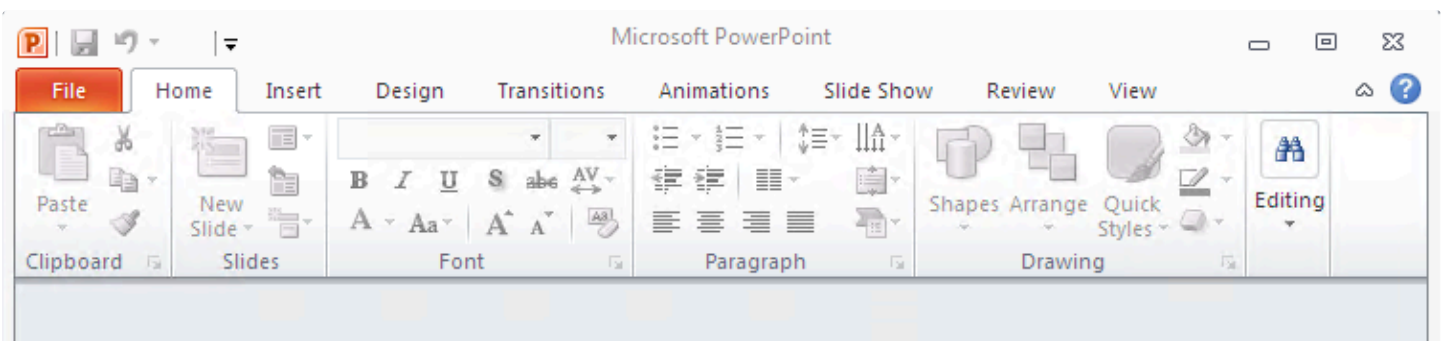 Microsoft PowerPoint
File Home Insert Design Transitions Animations Slide Show Review View
Paste
New Slide
B I U S abc AV
A Aa A A Aa
Shapes Arrange Quick Styles
Editing
Clipboard Slides Font Paragraph Drawing